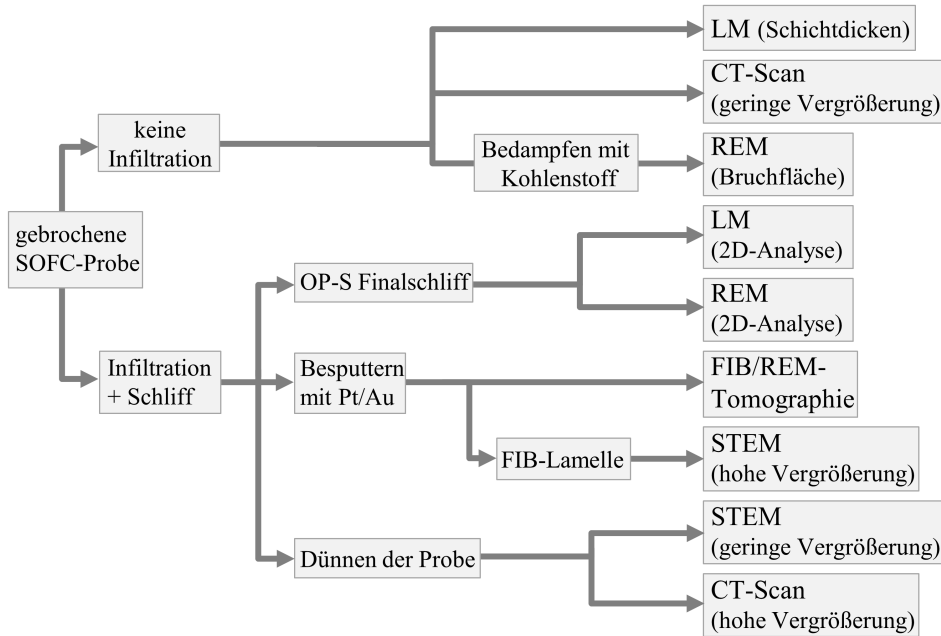 LM (Schichtdicken)
CT-Scan
(geringe Vergrößerung)
keine
Infiltration
Bedampfen mit
Kohlenstoff
REM
(Bruchfläche)
gebrochene
SOFC-Probe
LM
(2D-Analyse)
OP-S Finalschliff
REM
(2D-Analyse)
Infiltration
+ Schliff
Besputtern
mit Pt/Au
FIB/REM-
Tomographie
FIB-Lamelle
STEM
(hohe Vergrößerung)
Dünnen der Probe
STEM
(geringe Vergrößerung)
CT-Scan
(hohe Vergrößerung)